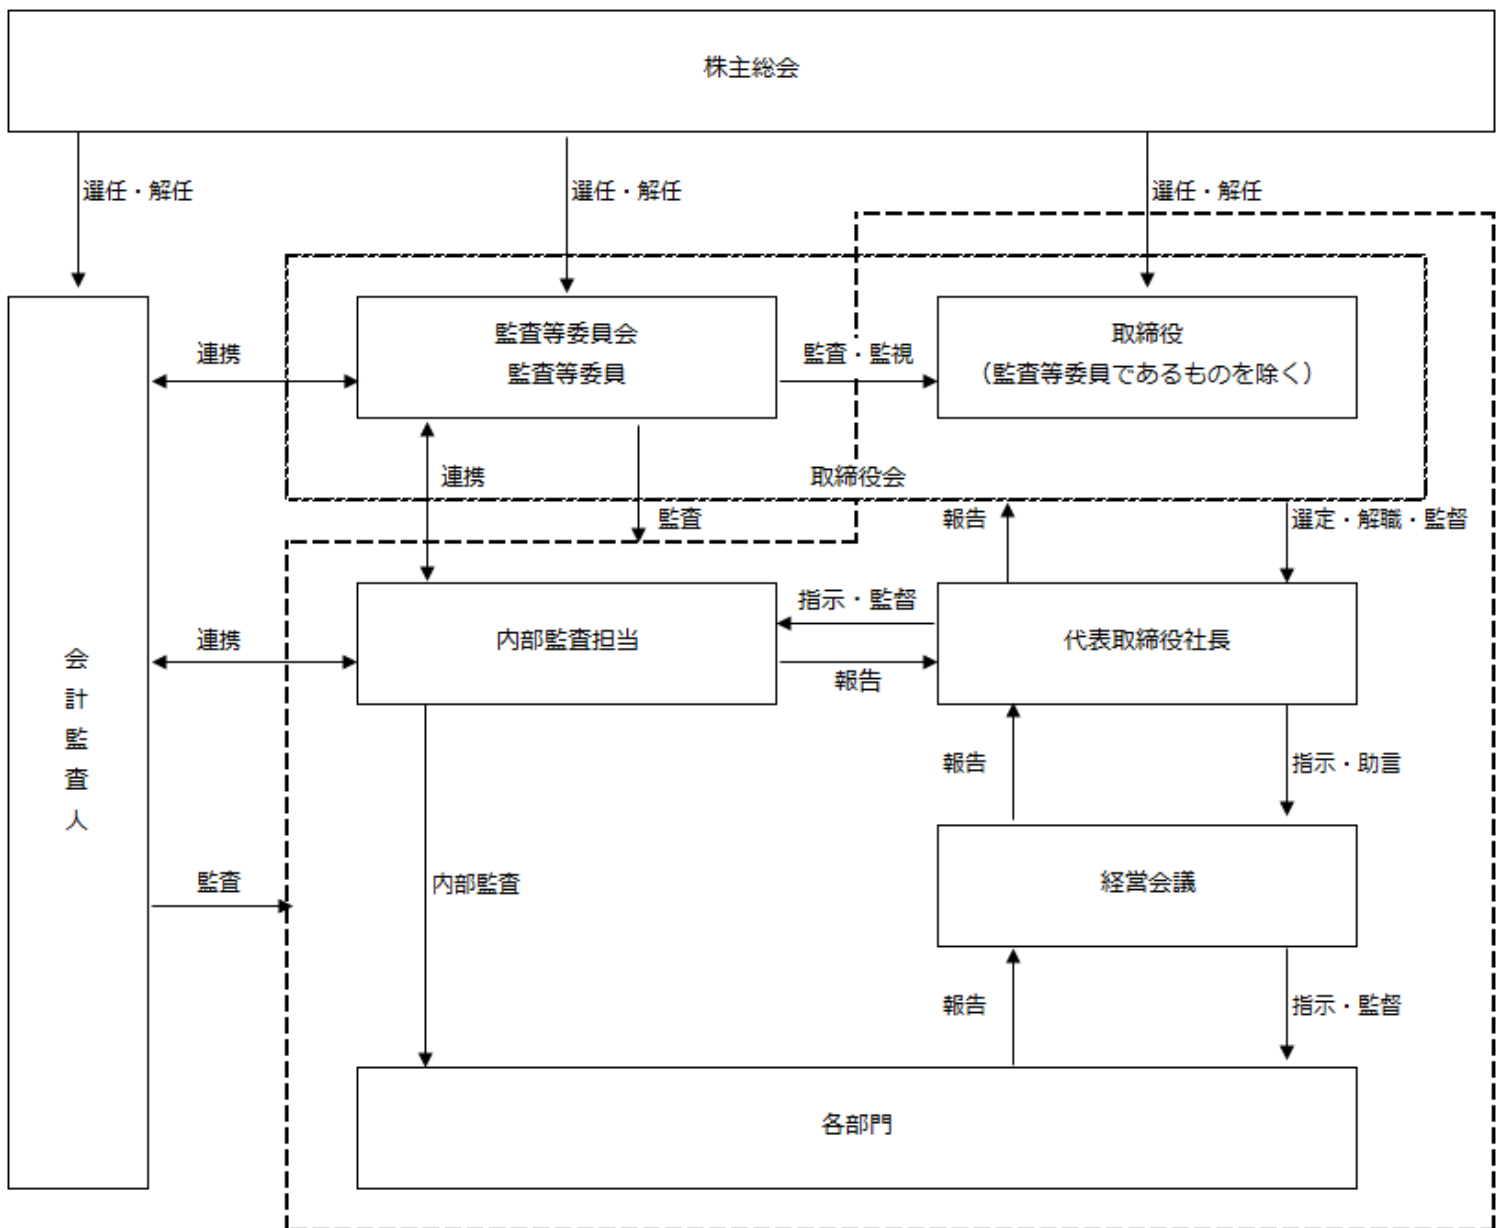 株主総会
選任・解任
選任・解任
選任・解任
監査等委員会
監査等委員
取締役
（監査等委員であるものを除く）
連携
監査・監視
連携
取締役会
監査
報告
選定・解職・監督
指示・監督
内部監査担当
代表取締役社長
連携
報告
会計監査人
報告
指示・助言
監査
内部監査
経営会議
報告
指示・監督
各部門